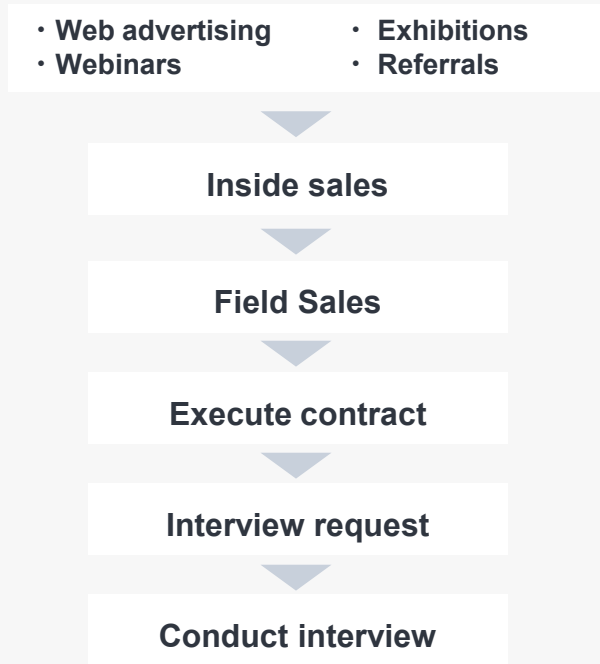 ・Web advertising ・ Exhibitions
・Webinars ・ Referrals
Inside sales
Field Sales
Execute contract
Interview request
Conduct interview